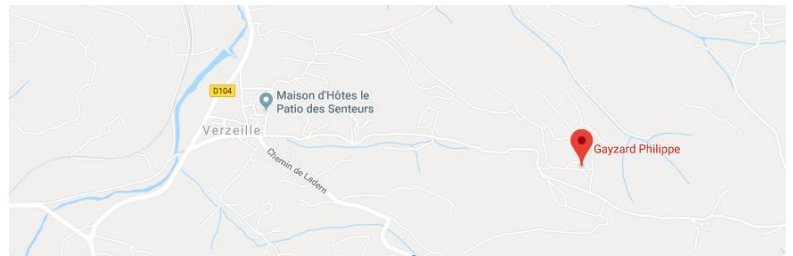 D104
Maison d'Hôtes le
Patio des Senteurs
Verzeille
Gayzard Philippe
Chemin de Ladern